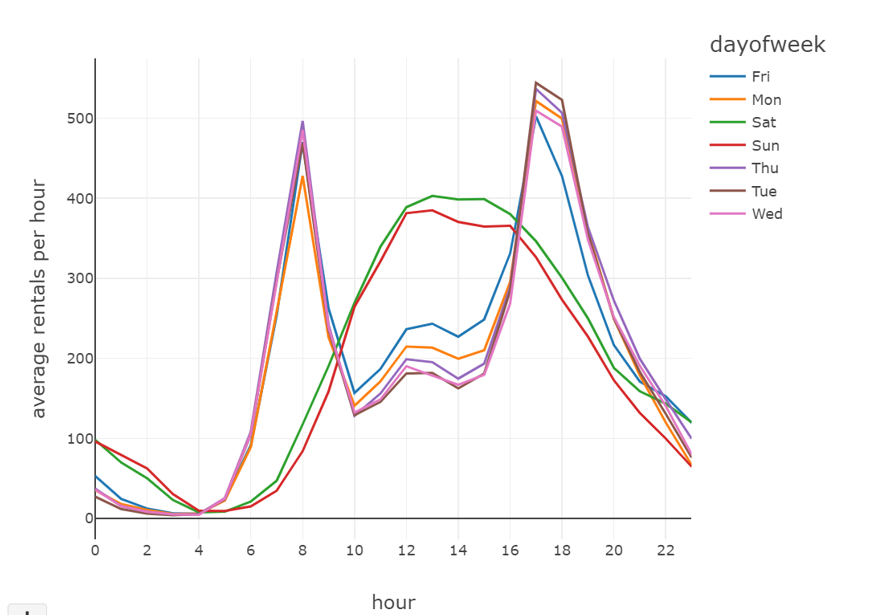 dayofweek
Fri
Mon
Sat
Sun
Thu
Tue
Wed
average rentals per hour
500
400
300
200
100
0
0 2 4 6 8 10 12 14 16 18 20 22
hour